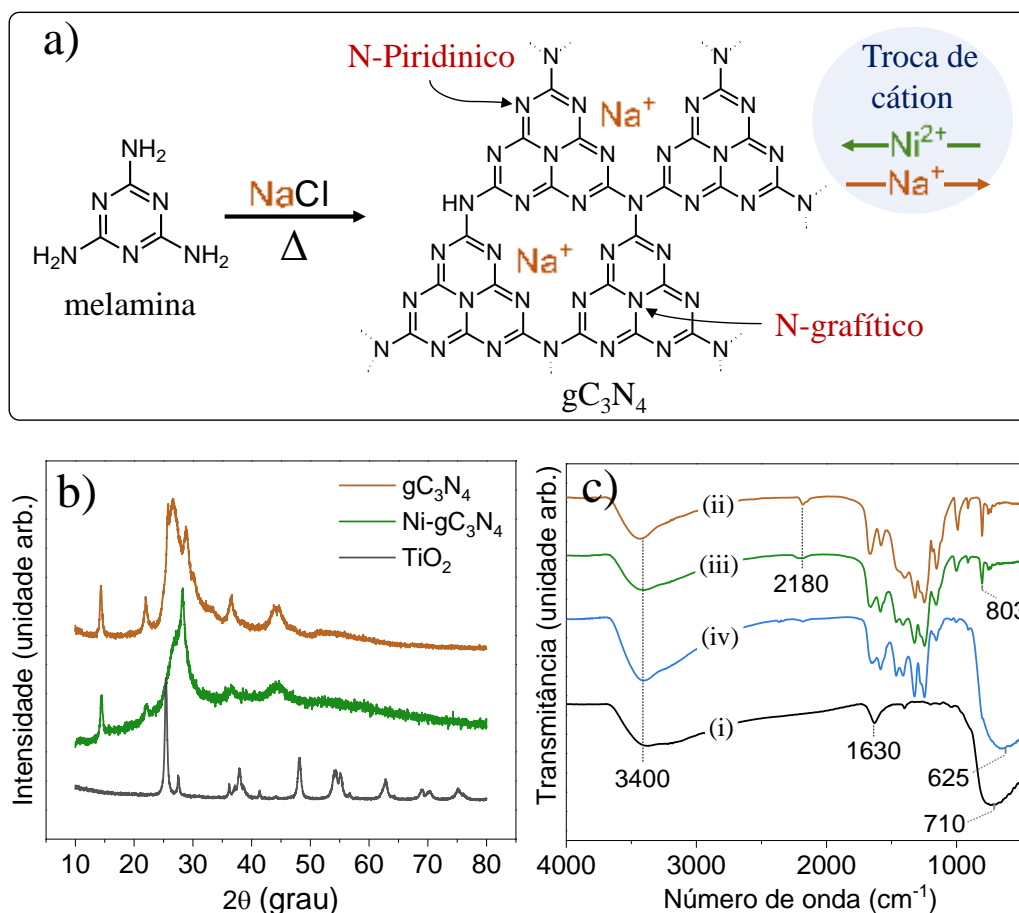 a)
N-Piridinico
Troca de
cátion
Ni²⁺
Na⁺
NH₂
H₂N
NH₂
N
N
N
melamina
NaCl
Δ
Na⁺
Na⁺
HN
N
N-grafítico
gC₃N₄
b)
gC₃N₄
Ni-gC₃N₄
TiO₂
Intensidade (unidade arb.)
10 20 30 40 50 60 70 80
2θ (grau)
c)
(ii)
(iii)
2180
803
(iv)
(i)
1630
3400
625
710
Transmitância (unidade arb.)
4000 3000 2000 1000
Número de onda (cm⁻¹)